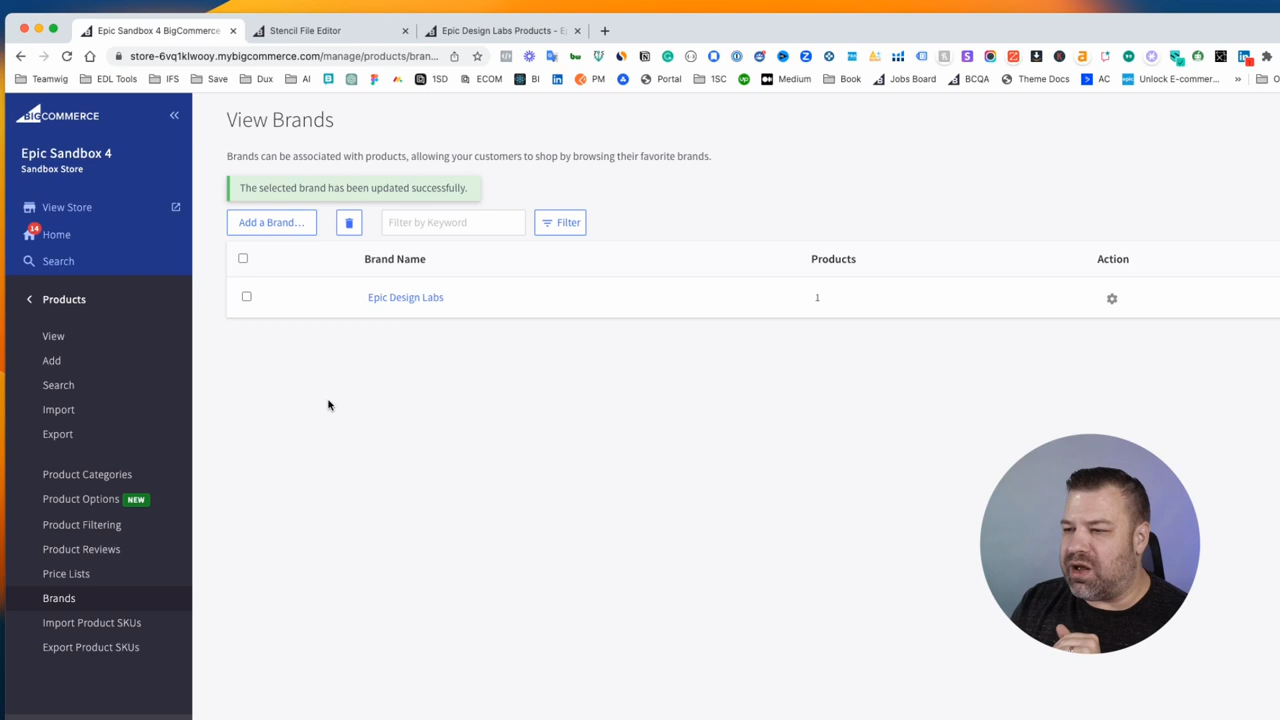 Epic Sandbox 4 BigCommerce
Stencil File Editor
Epic Design Labs Products - E
store-6vq1klwooy.mybigcommerce.com/manage/products/bran...
Teamwig
EDL Tools
IFS
Save
Dux
AI
1SD
ECOM
BI
PM
Portal
1SC
Medium
Book
Jobs Board
BCQA
Theme Docs
AC
Unlock E-commer...
»
BIGCOMMERCE
«
Epic Sandbox 4
Sandbox Store
View Store
14
Home
Search
Products
View
Add
Search
Import
Export
Product Categories
Product Options NEW
Product Filtering
Product Reviews
Price Lists
Brands
Import Product SKUs
Export Product SKUs
View Brands
Brands can be associated with products, allowing your customers to shop by browsing their favorite brands.
The selected brand has been updated successfully.
Add a Brand...
Filter by Keyword
Filter
Brand Name Products Action
Epic Design Labs 1